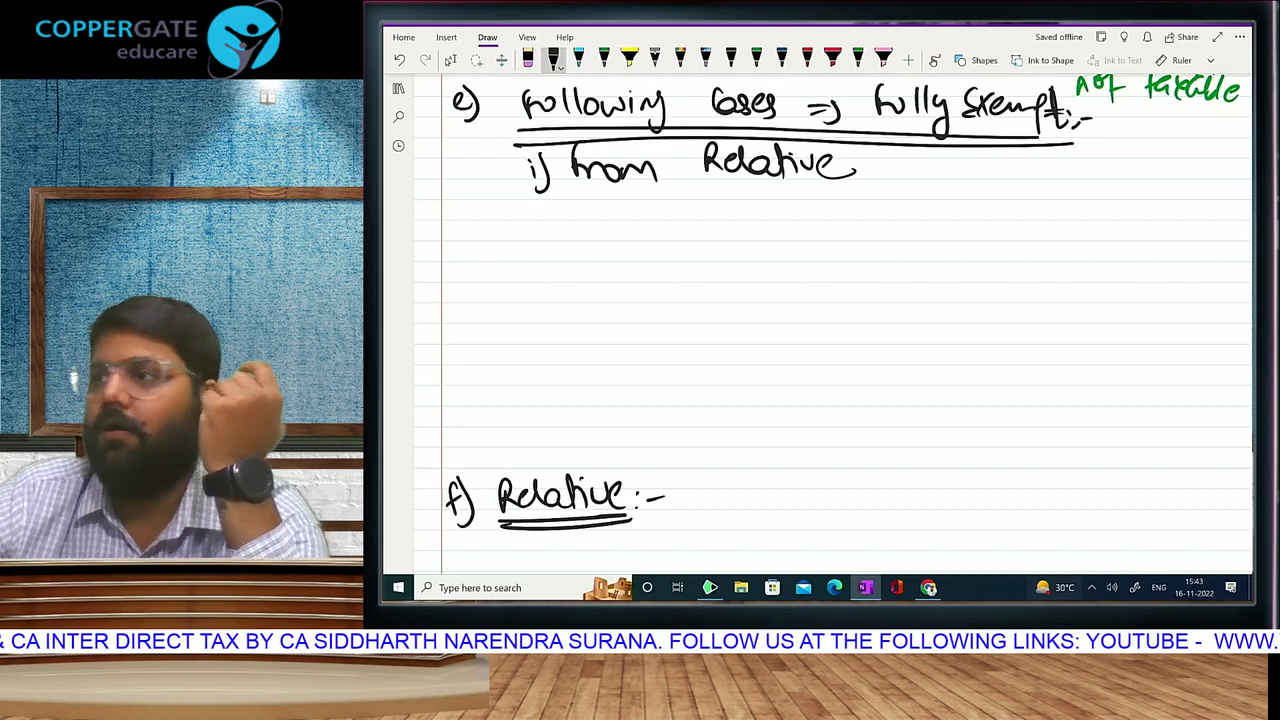 COPPERGATE
educare
Home Insert Draw View Help
Saved offline
Share
Shapes
Ink to Shape
Ink to Text
Ruler
not taxable
e) Following Cases => Fully Exempt:-
i) from Relative
f) Relative:-
Type here to search
30°C
ENG
15:43
16-11-2022
& CA INTER DIRECT TAX BY CA SIDDHARTH NARENDRA SURANA. FOLLOW US AT THE FOLLOWING LINKS: YOUTUBE - WWW.